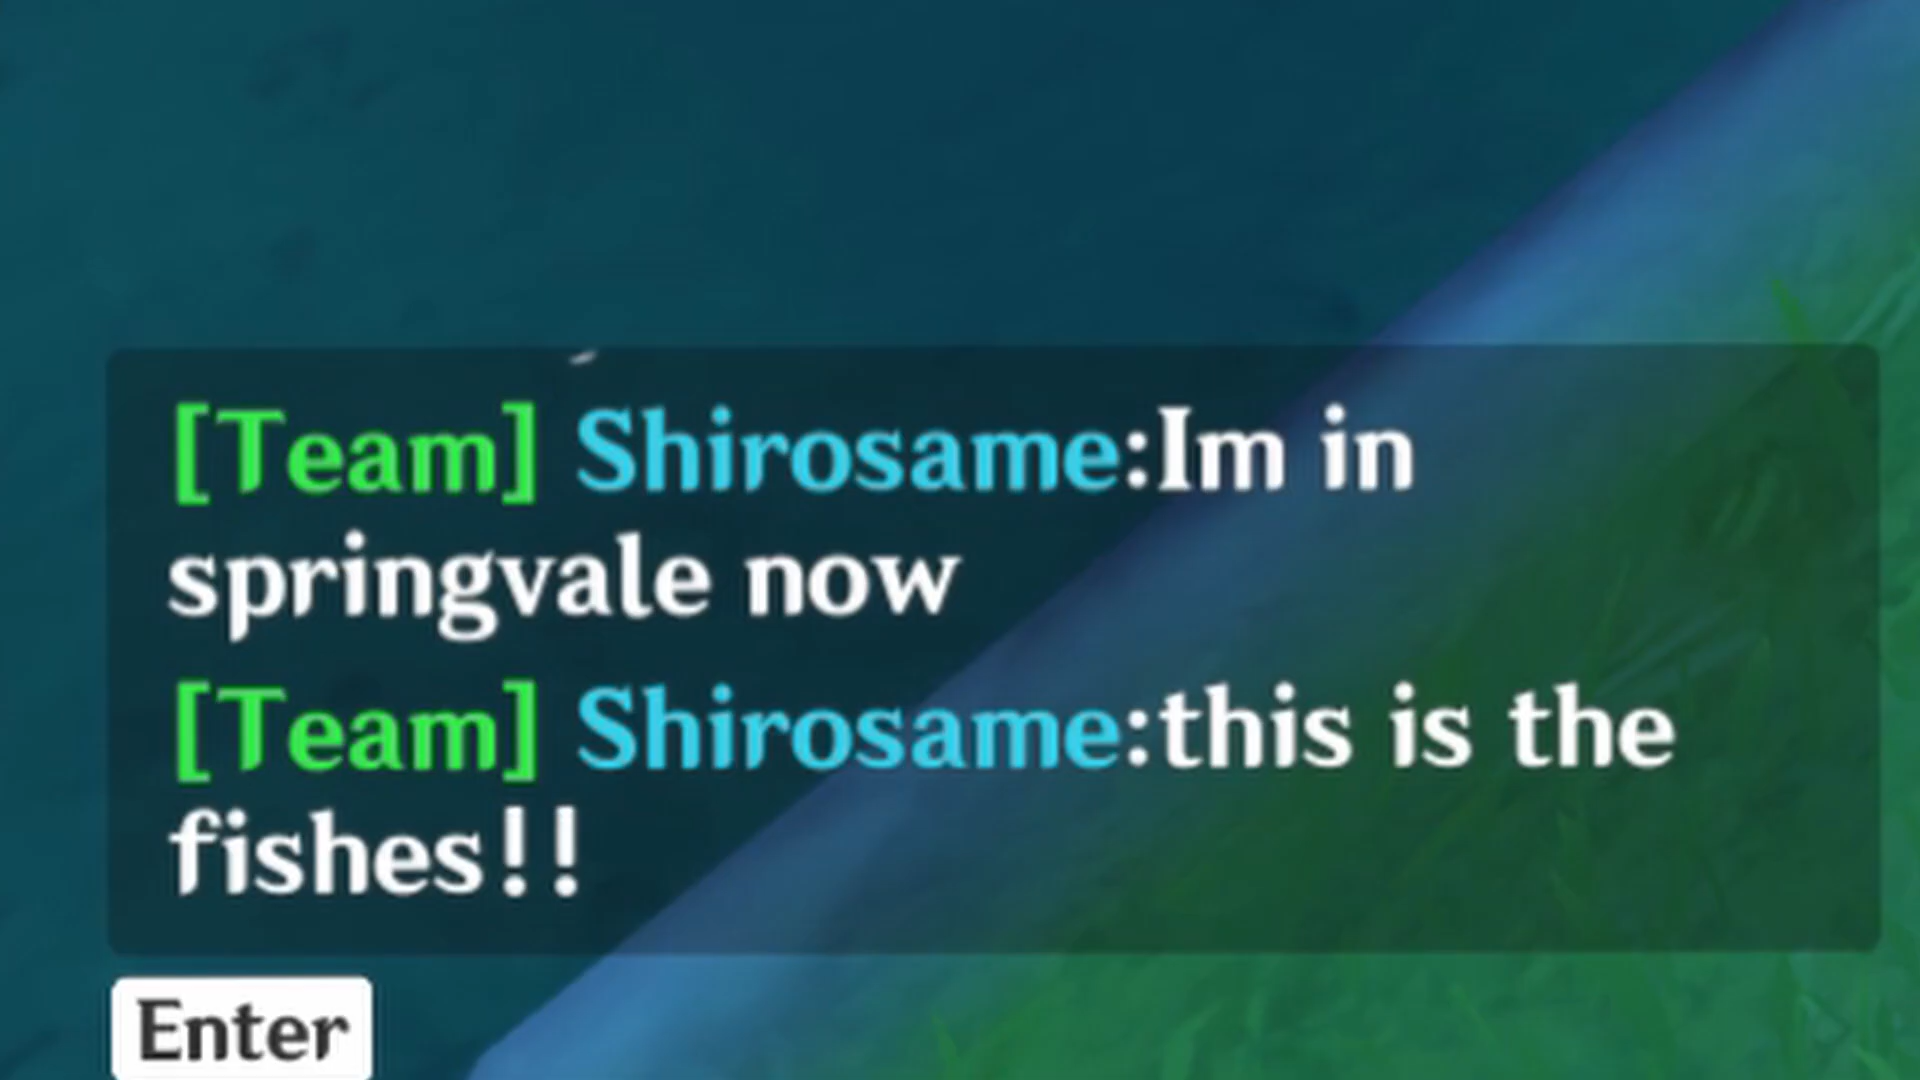 [Team] Shirosame:Im in
springvale now
[Team] Shirosame:this is the
fishes!!
Enter